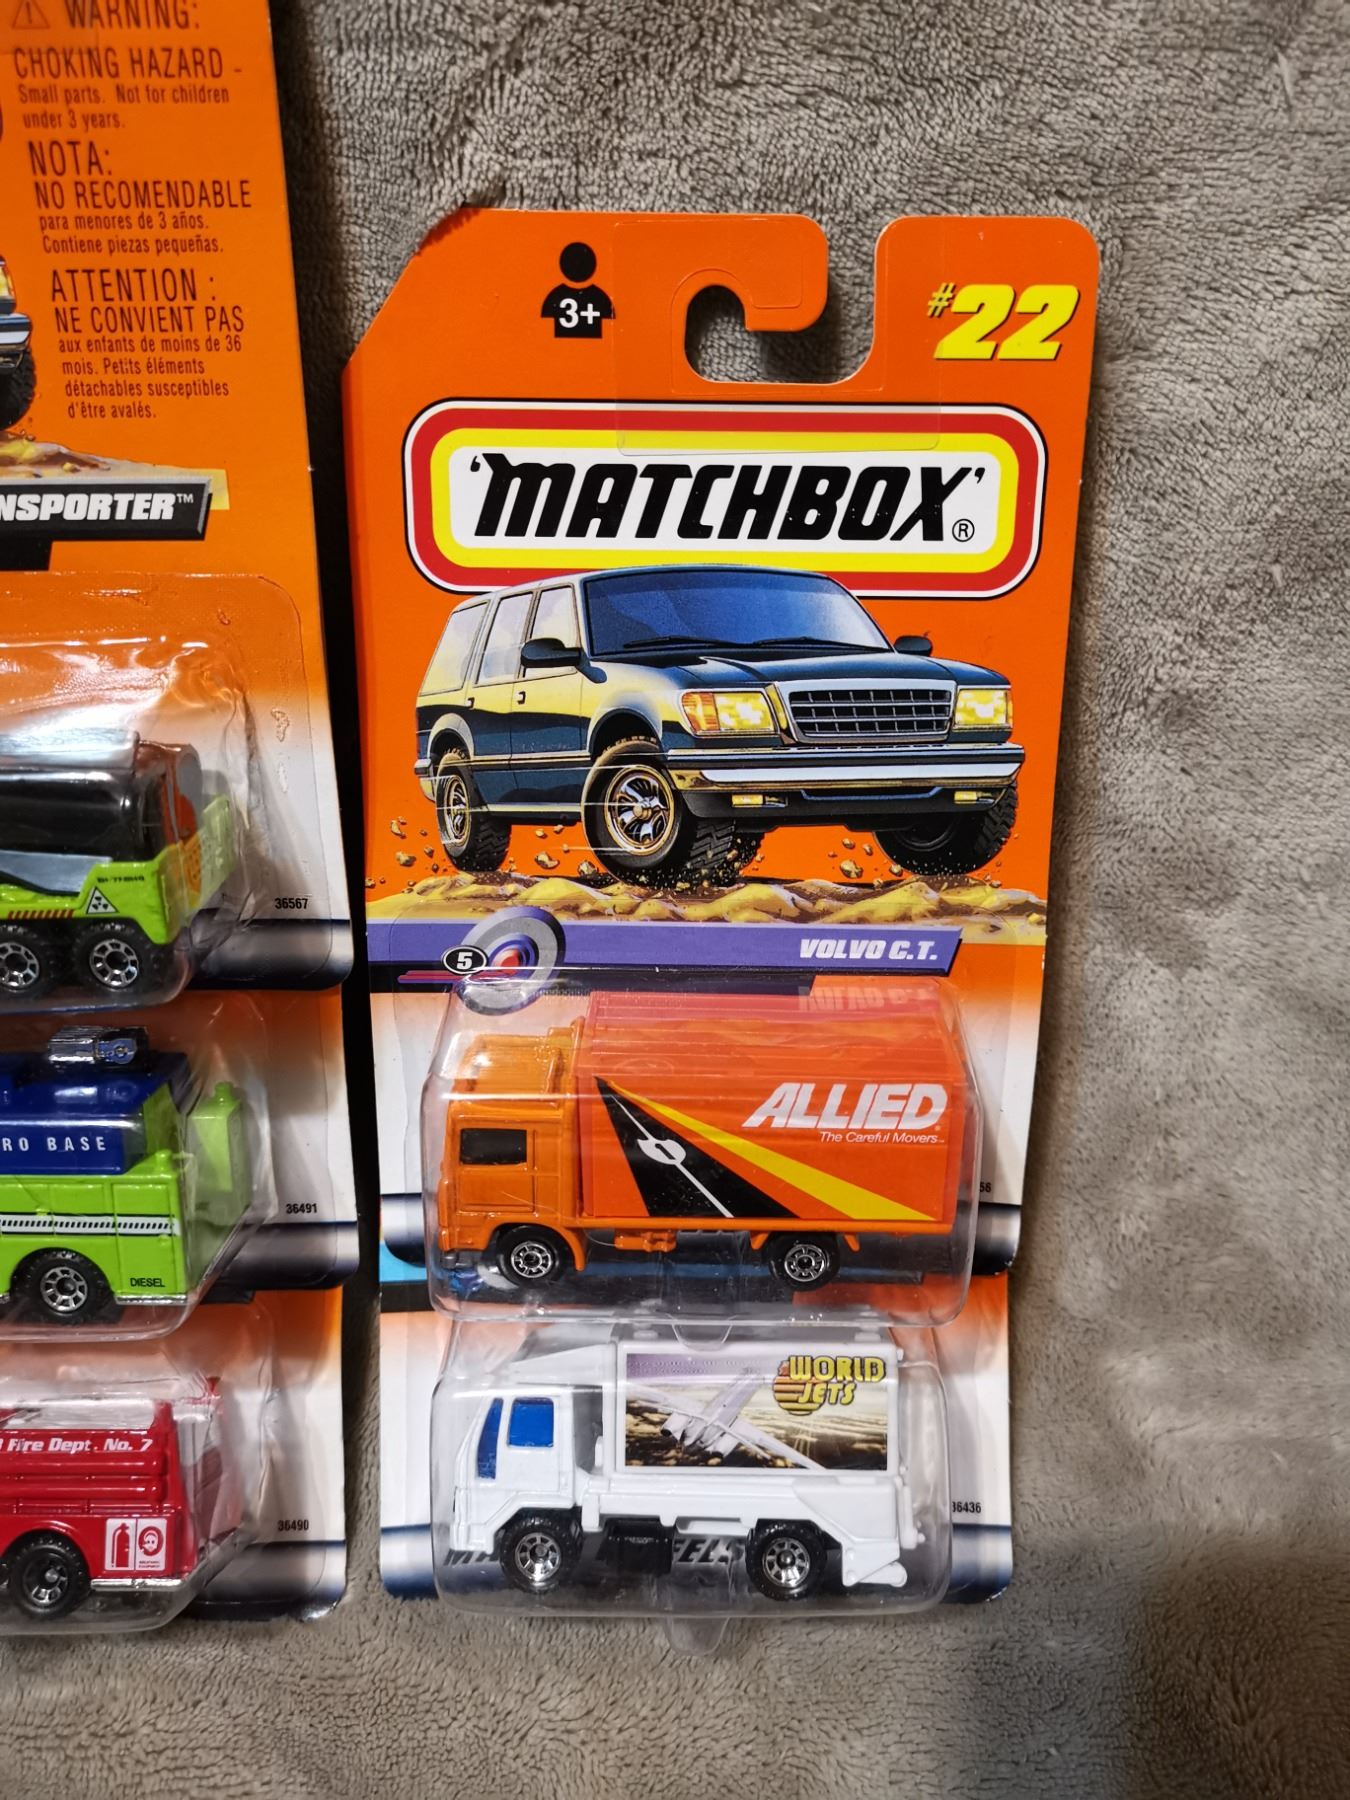 WARNING:
CHOKING HAZARD -
Small parts. Not for children
under 3 years.
NOTA:
NO RECOMENDABLE
para menores de 3 años.
Contiene piezas pequeñas.
ATTENTION :
NE CONVIENT PAS
aux enfants de moins de 36
mois. Petits éléments
détachables susceptibles
d'être avalés.
NSPORTER™
36567
RO BASE
36491
DIESEL
Fire Dept. No. 7
36490
3+
#22
'MATCHBOX'®
5
VOLVO C.T.
ALLIED
The Careful Movers
56
WORLD
JETS
36436